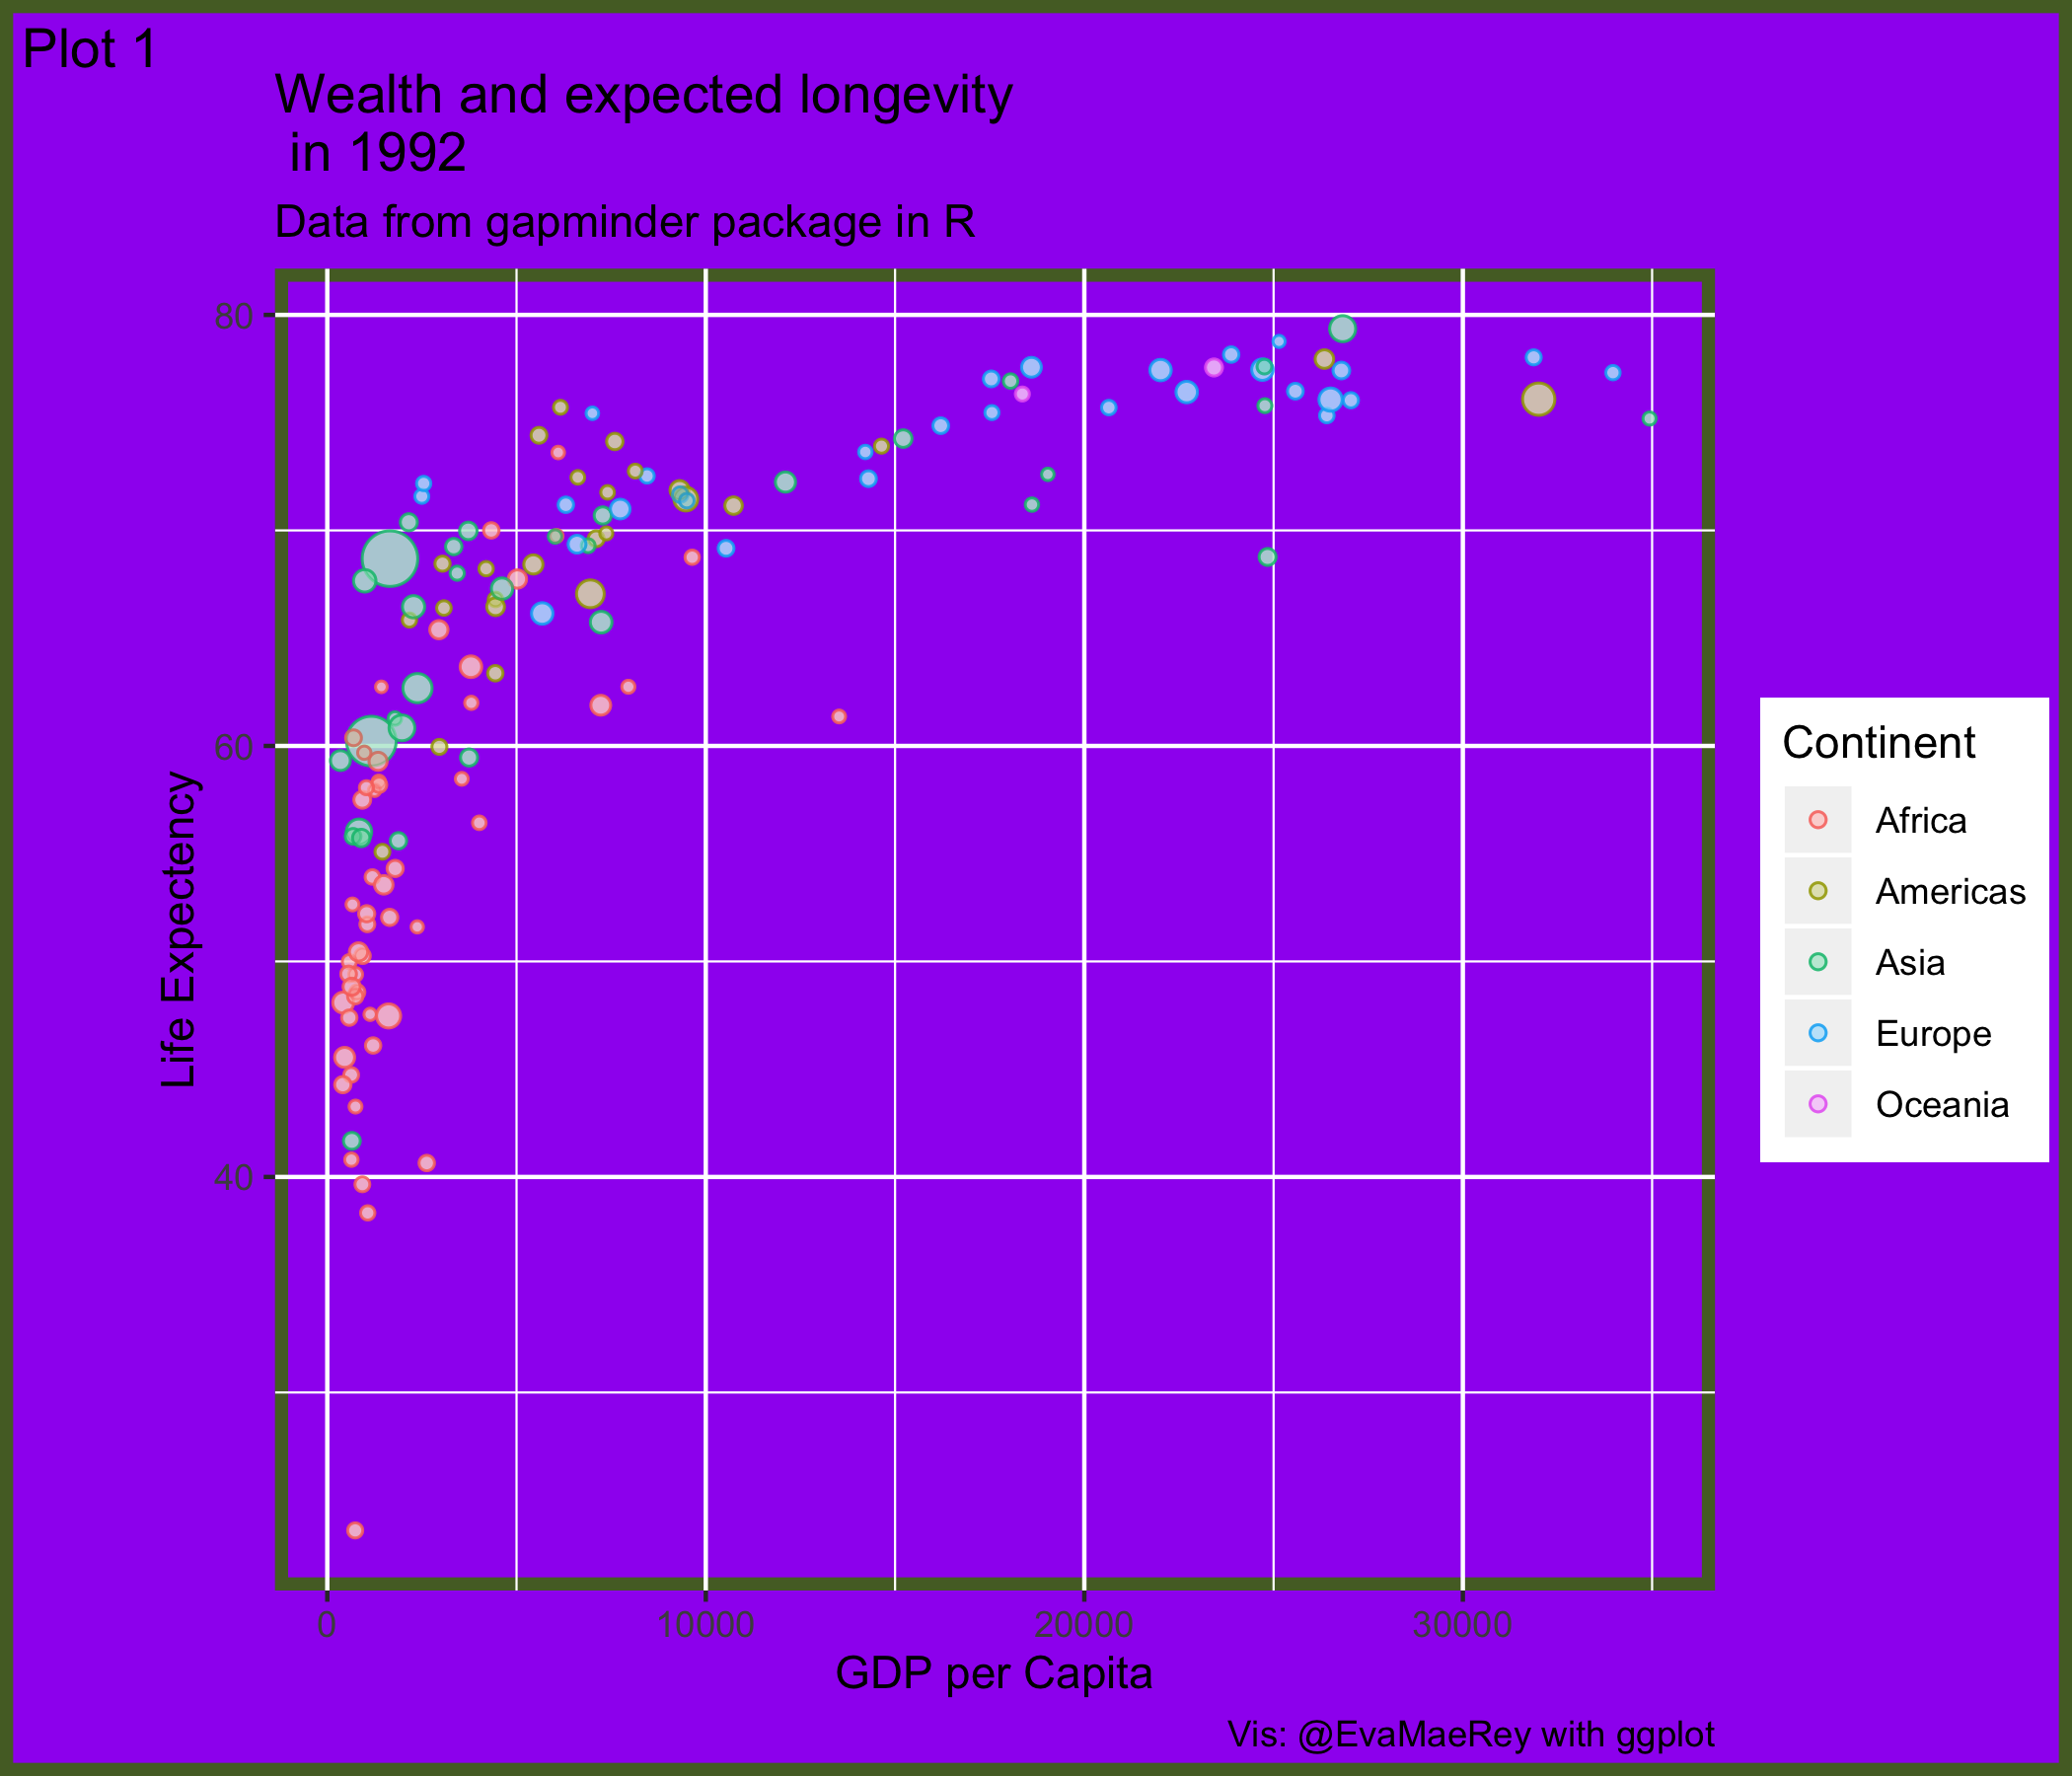 Plot 1
Wealth and expected longevity
in 1992
Data from gapminder package in R
80
60
40
Life Expectency
0 10000 20000 30000
GDP per Capita
Continent
Africa
Americas
Asia
Europe
Oceania
Vis: @EvaMaeRey with ggplot